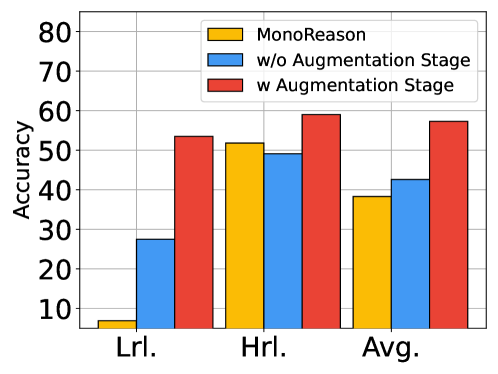 MonoReason
w/o Augmentation Stage
w Augmentation Stage
Accuracy
80
70
60
50
40
30
20
10
Lrl.
Hrl.
Avg.